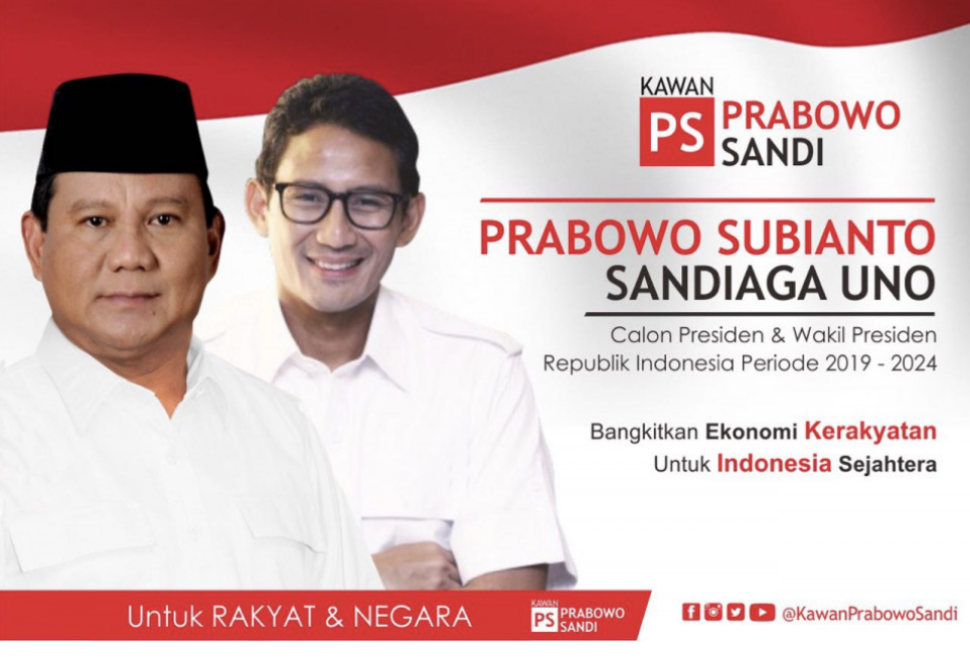 KAWAN
PS PRABOWO
SANDI
PRABOWO SUBIANTO
SANDIAGA UNO
Calon Presiden & Wakil Presiden
Republik Indonesia Periode 2019 - 2024
Bangkitkan Ekonomi Kerakyatan
Untuk Indonesia Sejahtera
Untuk RAKYAT & NEGARA
KAWAN
PS PRABOWO
SANDI
@KawanPrabowoSandi